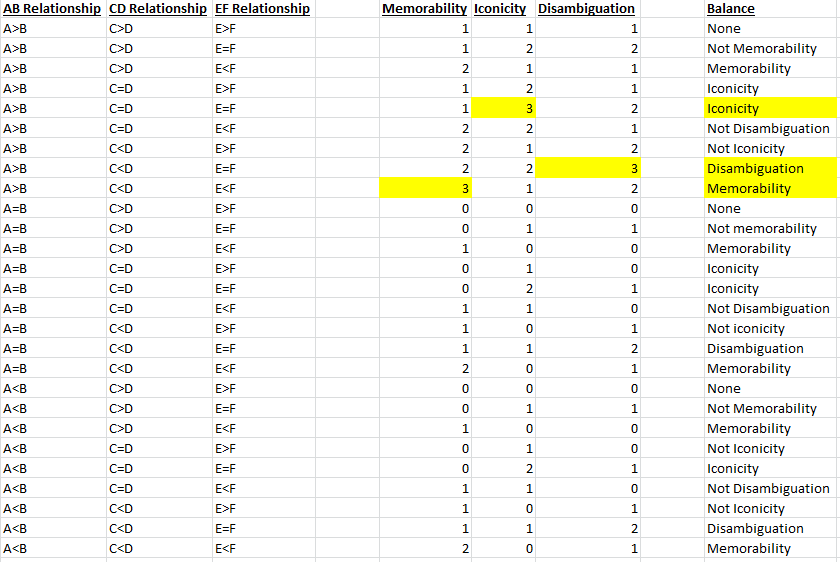 AB Relationship CD Relationship EF Relationship Memorability Iconicity Disambiguation Balance
A>B C>D E>F 1 1 1 None
A>B C>D E=F 1 2 2 Not Memorability
A>B C>D E<F 2 1 1 Memorability
A>B C=D E>F 1 2 1 Iconicity
A>B C=D E=F 1 3 2 Iconicity
A>B C=D E<F 2 2 1 Not Disambiguation
A>B C<D E>F 2 1 2 Not Iconicity
A>B C<D E=F 2 2 3 Disambiguation
A>B C<D E<F 3 1 2 Memorability
A=B C>D E>F 0 0 0 None
A=B C>D E=F 0 1 1 Not memorability
A=B C>D E<F 1 0 0 Memorability
A=B C=D E>F 0 1 0 Iconicity
A=B C=D E=F 0 2 1 Iconicity
A=B C=D E<F 1 1 0 Not Disambiguation
A=B C<D E>F 1 0 1 Not iconicity
A=B C<D E=F 1 1 2 Disambiguation
A=B C<D E<F 2 0 1 Memorability
A<B C>D E>F 0 0 0 None
A<B C>D E=F 0 1 1 Not Memorability
A<B C>D E<F 1 0 0 Memorability
A<B C=D E>F 0 1 0 Not Iconicity
A<B C=D E=F 0 2 1 Iconicity
A<B C=D E<F 1 1 0 Not Disambiguation
A<B C<D E>F 1 0 1 Not Iconicity
A<B C<D E=F 1 1 2 Disambiguation
A<B C<D E<F 2 0 1 Memorability